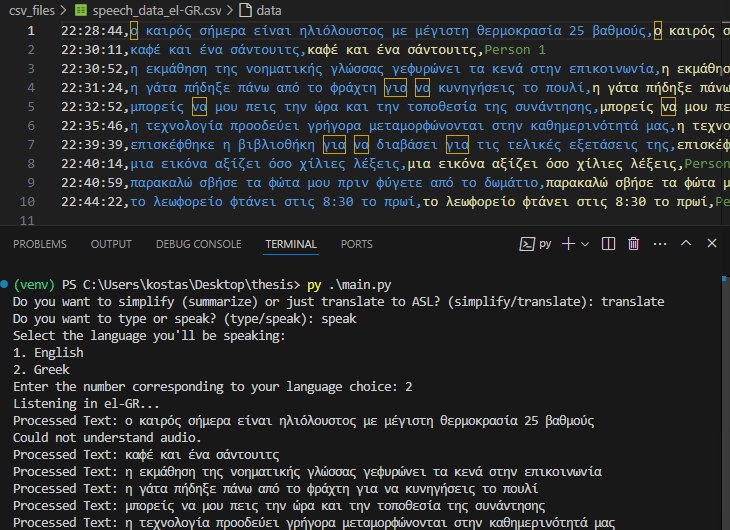 csv_files > speech_data_el-GR.csv > data
1 22:28:44,ο καιρός σήμερα είναι ηλιόλουστος με μέγιστη θερμοκρασία 25 βαθμούς,ο καιρός σ
2 22:30:11,καφέ και ένα σάντουιτς,καφέ και ένα σάντουιτς,Person 1
3 22:30:52,η εκμάθηση της νοηματικής γλώσσας γεφυρώνει τα κενά στην επικοινωνία,η εκμάθησ
4 22:31:24,η γάτα πήδηξε πάνω από το φράχτη για να κυνηγήσει το πουλί,η γάτα πήδηξε πάν
5 22:32:52,μπορείς να μου πεις την ώρα και την τοποθεσία της συνάντησης,μπορείς να μου πε
6 22:35:46,η τεχνολογία προοδεύει γρήγορα μεταμορφώνονται στην καθημερινότητά μας,η τεχνο
7 22:39:39,επισκέφθηκε η βιβλιοθήκη για να διαβάσει για τις τελικές εξετάσεις της,επισκέφ
8 22:40:14,μια εικόνα αξίζει όσο χίλιες λέξεις,μια εικόνα αξίζει όσο χίλιες λέξεις,Person
9 22:40:59,παρακαλώ σβήσε τα φώτα μου πριν φύγετε από το δωμάτιο,παρακαλώ σβήσε τα φώτα μ
10 22:44:22,το λεωφορείο φτάνει στις 8:30 το πρωί,το λεωφορείο φτάνει στις 8:30 το πρωί,Pe
11
PROBLEMS OUTPUT DEBUG CONSOLE TERMINAL PORTS py
(venv) PS C:\Users\kostas\Desktop\thesis> py .\main.py
Do you want to simplify (summarize) or just translate to ASL? (simplify/translate): translate
Do you want to type or speak? (type/speak): speak
Select the language you'll be speaking:
1. English
2. Greek
Enter the number corresponding to your language choice: 2
Listening in el-GR...
Processed Text: ο καιρός σήμερα είναι ηλιόλουστος με μέγιστη θερμοκρασία 25 βαθμούς
Could not understand audio.
Processed Text: καφέ και ένα σάντουιτς
Processed Text: η εκμάθηση της νοηματικής γλώσσας γεφυρώνει τα κενά στην επικοινωνία
Processed Text: η γάτα πήδηξε πάνω από το φράχτη για να κυνηγήσει το πουλί
Processed Text: μπορείς να μου πεις την ώρα και την τοποθεσία της συνάντησης
Processed Text: η τεχνολογία προοδεύει γρήγορα μεταμορφώνονται στην καθημερινότητά μας